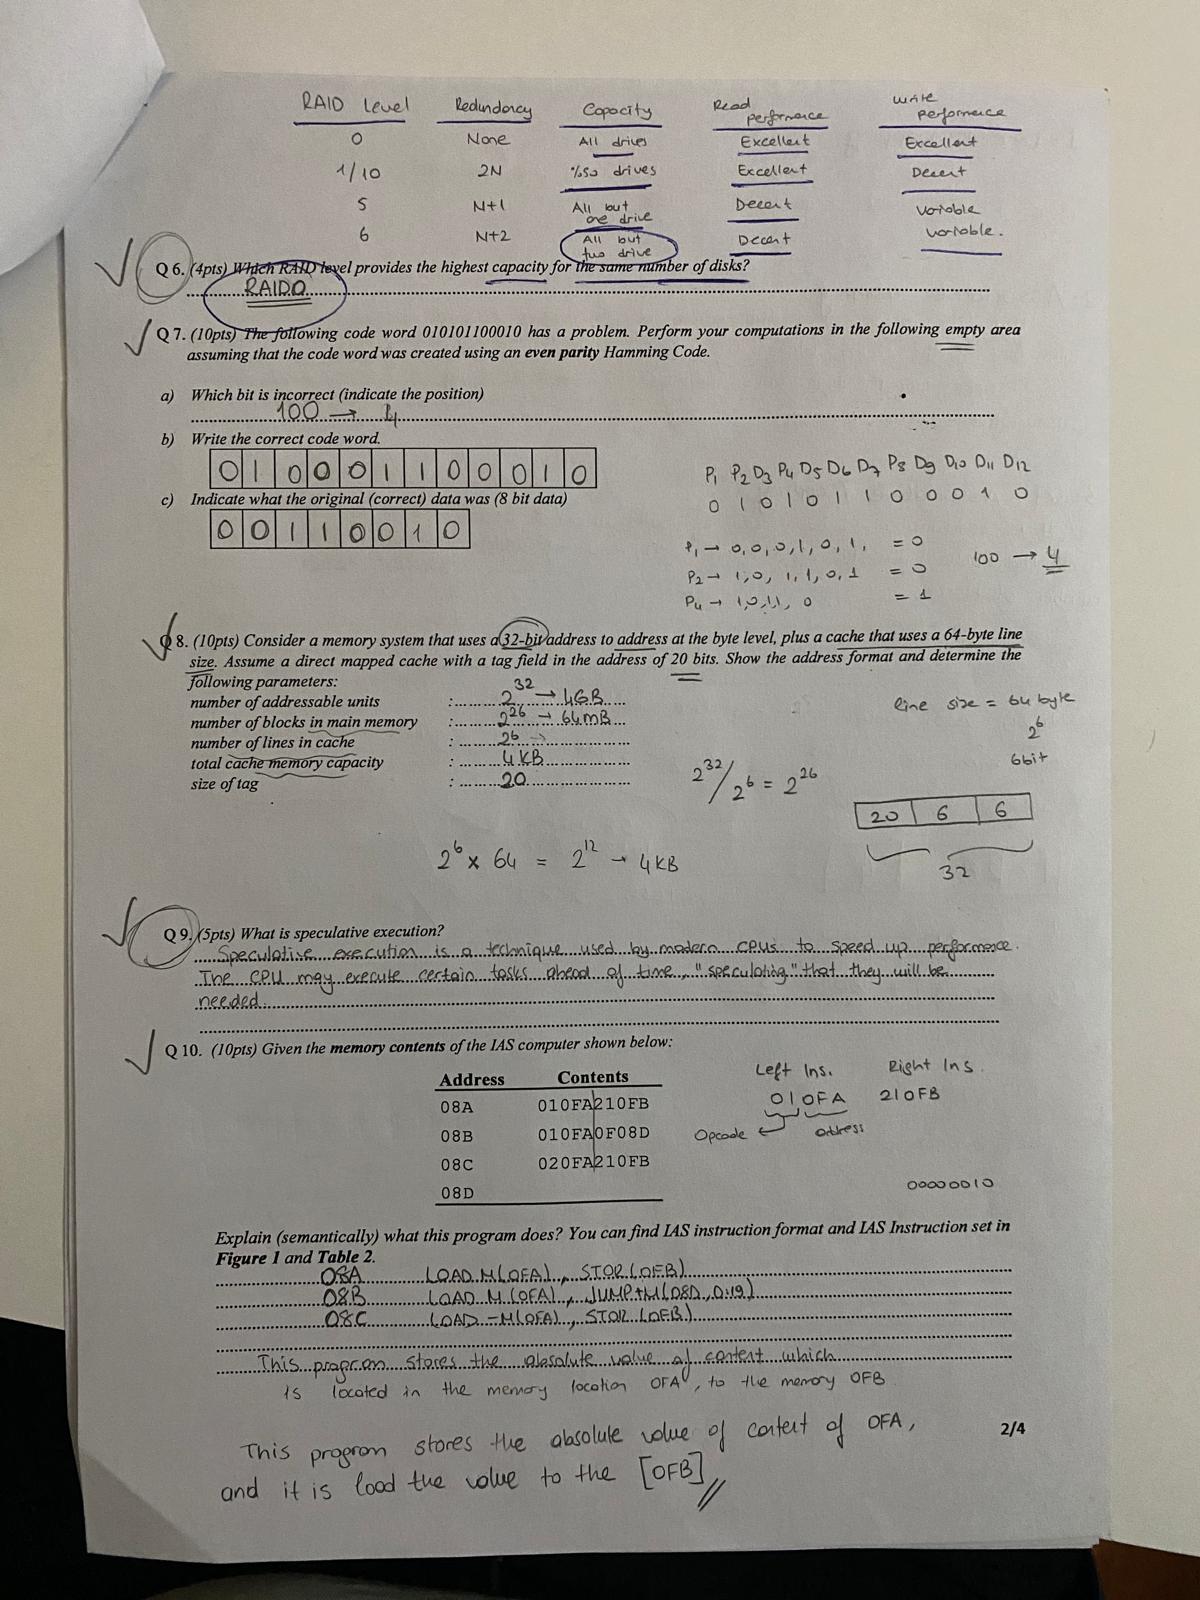 RAID Level Redundancy Capacity Read performance Write performance
0 None All drives Excellent Excellent
1/10 2N %50 drives Excellent Decent
5 N+1 All but one drive Decent variable
6 N+2 All but two drive Decent variable.
Q 6. (4pts) Which RAID level provides the highest capacity for the same number of disks?
RAID0
Q 7. (10pts) The following code word 010101100010 has a problem. Perform your computations in the following empty area
assuming that the code word was created using an even parity Hamming Code.
a) Which bit is incorrect (indicate the position)
100 → 4
b) Write the correct code word.
0 1 0 0 0 1 1 0 0 0 1 0
P1 P2 D3 P4 D5 D6 D7 P8 D9 D10 D11 D12
0 1 0 1 0 1 1 0 0 0 1 0
c) Indicate what the original (correct) data was (8 bit data)
0 0 1 1 0 0 1 0
P1 → 0,0,0,1,0,1, = 0
P2 → 1,0,1,1,0,1 = 0 100 → 4
P4 → 1,0,1,1,0 = 1
Q 8. (10pts) Consider a memory system that uses a 32-bit address to address at the byte level, plus a cache that uses a 64-byte line
size. Assume a direct mapped cache with a tag field in the address of 20 bits. Show the address format and determine the
following parameters:
number of addressable units : 2^32 → 4GB
number of blocks in main memory : 2^26 → 64mB
number of lines in cache : 2^6 →
total cache memory capacity : 4KB
size of tag : 20
line size = 64 byte
2^6
6bit
2^32/2^6 = 2^26
20 6 6
32
2^6 x 64 = 2^12 → 4KB
Q 9. (5pts) What is speculative execution?
Speculative execution is a technique used by modern CPUs to speed up performance.
The CPU may execute certain tasks ahead of time, "speculating" that they will be
needed.
Q 10. (10pts) Given the memory contents of the IAS computer shown below:
Address Contents
08A 010FA210FB
08B 010FA0F08D
08C 020FA210FB
08D
Left Ins. Right Ins.
010FA 210FB
Opcode address
00000010
Explain (semantically) what this program does? You can find IAS instruction format and IAS Instruction set in
Figure 1 and Table 2.
08A LOAD M(0FA), STOR(0FB)
08B LOAD M(0FA), JUMP+M(08D,0:19)
08C LOAD -M(0FA), STOR(0FB)
This program stores the absolute value of content which
is located in the memory location 0FA, to the memory 0FB
This program stores the absolute value of content of 0FA,
and it is load the value to the [0FB]
2/4